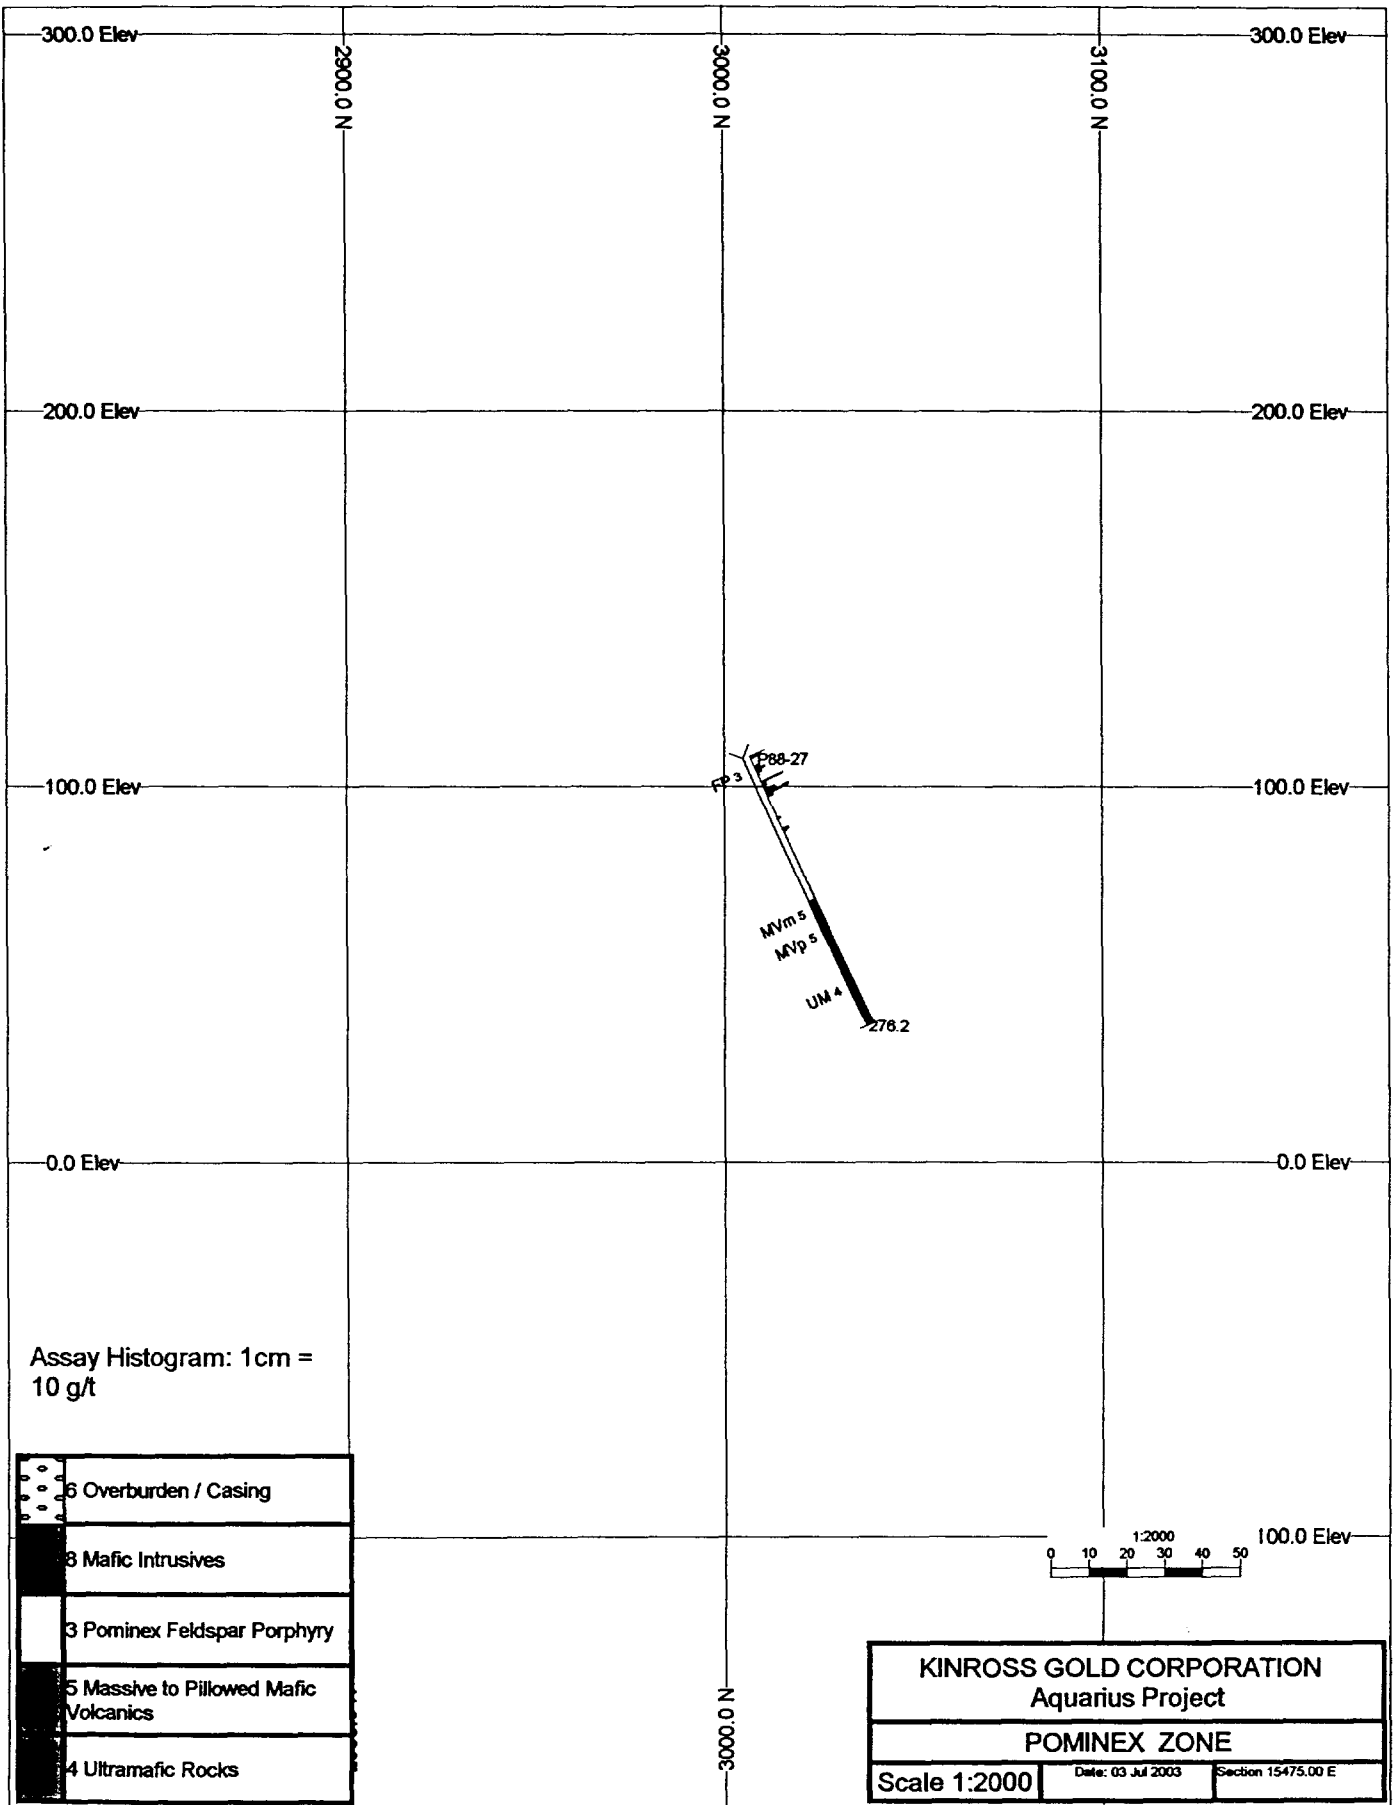 300.0 Elev
300.0 Elev
2900.0 N
3000.0 N
3100.0 N
200.0 Elev
200.0 Elev
P88-27
FP 3
100.0 Elev
100.0 Elev
MVm 5
MVp 5
UM 4
276.2
0.0 Elev
0.0 Elev
Assay Histogram: 1cm =
10 g/t
6 Overburden / Casing
8 Mafic Intrusives
3 Pominex Feldspar Porphyry
5 Massive to Pillowed Mafic
Volcanics
4 Ultramafic Rocks
1:2000
0 10 20 30 40 50
100.0 Elev
3000.0 N
KINROSS GOLD CORPORATION
Aquarius Project
POMINEX ZONE
Scale 1:2000
Date: 03 Jul 2003
Section 15475.00 E